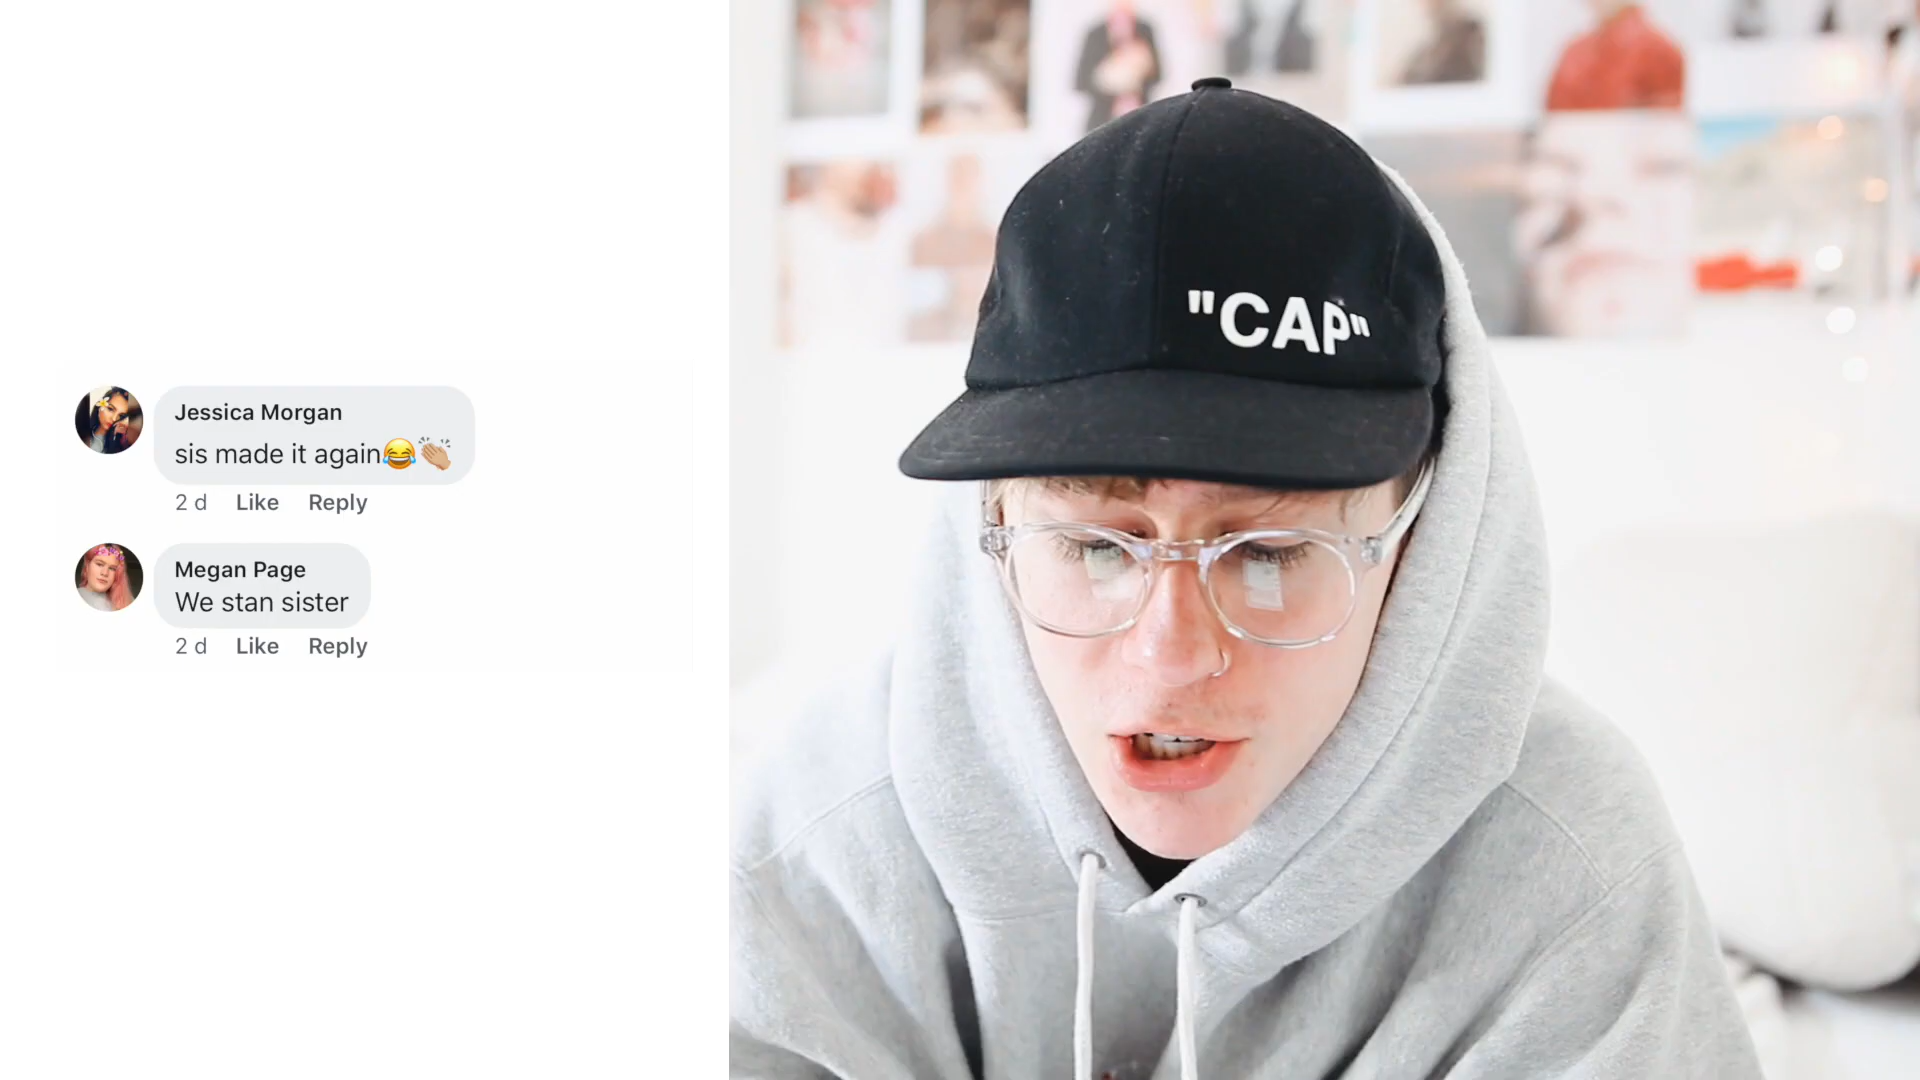 Jessica Morgan
sis made it again😂👏🏼
2 d Like Reply
Megan Page
We stan sister
2 d Like Reply
"CAP"